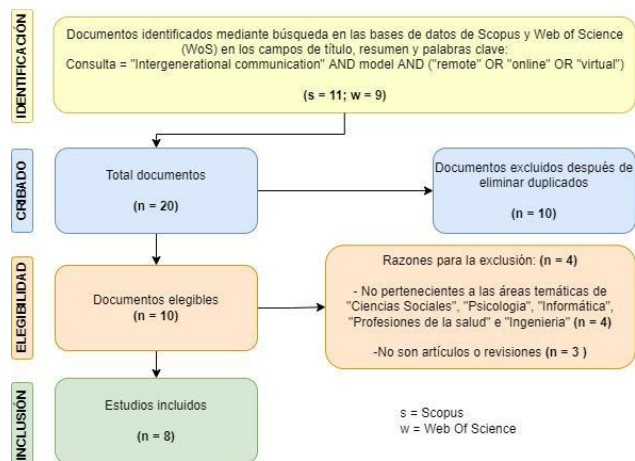 IDENTIFICACIÓN
Documentos identificados mediante búsqueda en las bases de datos de Scopus y Web of Science
(WoS) en los campos de título, resumen y palabras clave:
Consulta = "Intergenerational communication" AND model AND ("remote" OR "online" OR "virtual")
(s = 11; w = 9)
CRIBADO
Total documentos
(n = 20)
Documentos excluidos después de
eliminar duplicados
(n = 10)
ELEGIBILIDAD
Documentos elegibles
(n = 10)
Razones para la exclusión: (n = 4)
- No pertenecientes a las áreas temáticas de
"Ciencias Sociales", "Psicologia", "Informática",
"Profesiones de la salud" e "Ingenieria" (n = 4)
-No son artículos o revisiones (n = 3 )
INCLUSIÓN
Estudios incluidos
(n = 8)
s = Scopus
w = Web Of Science